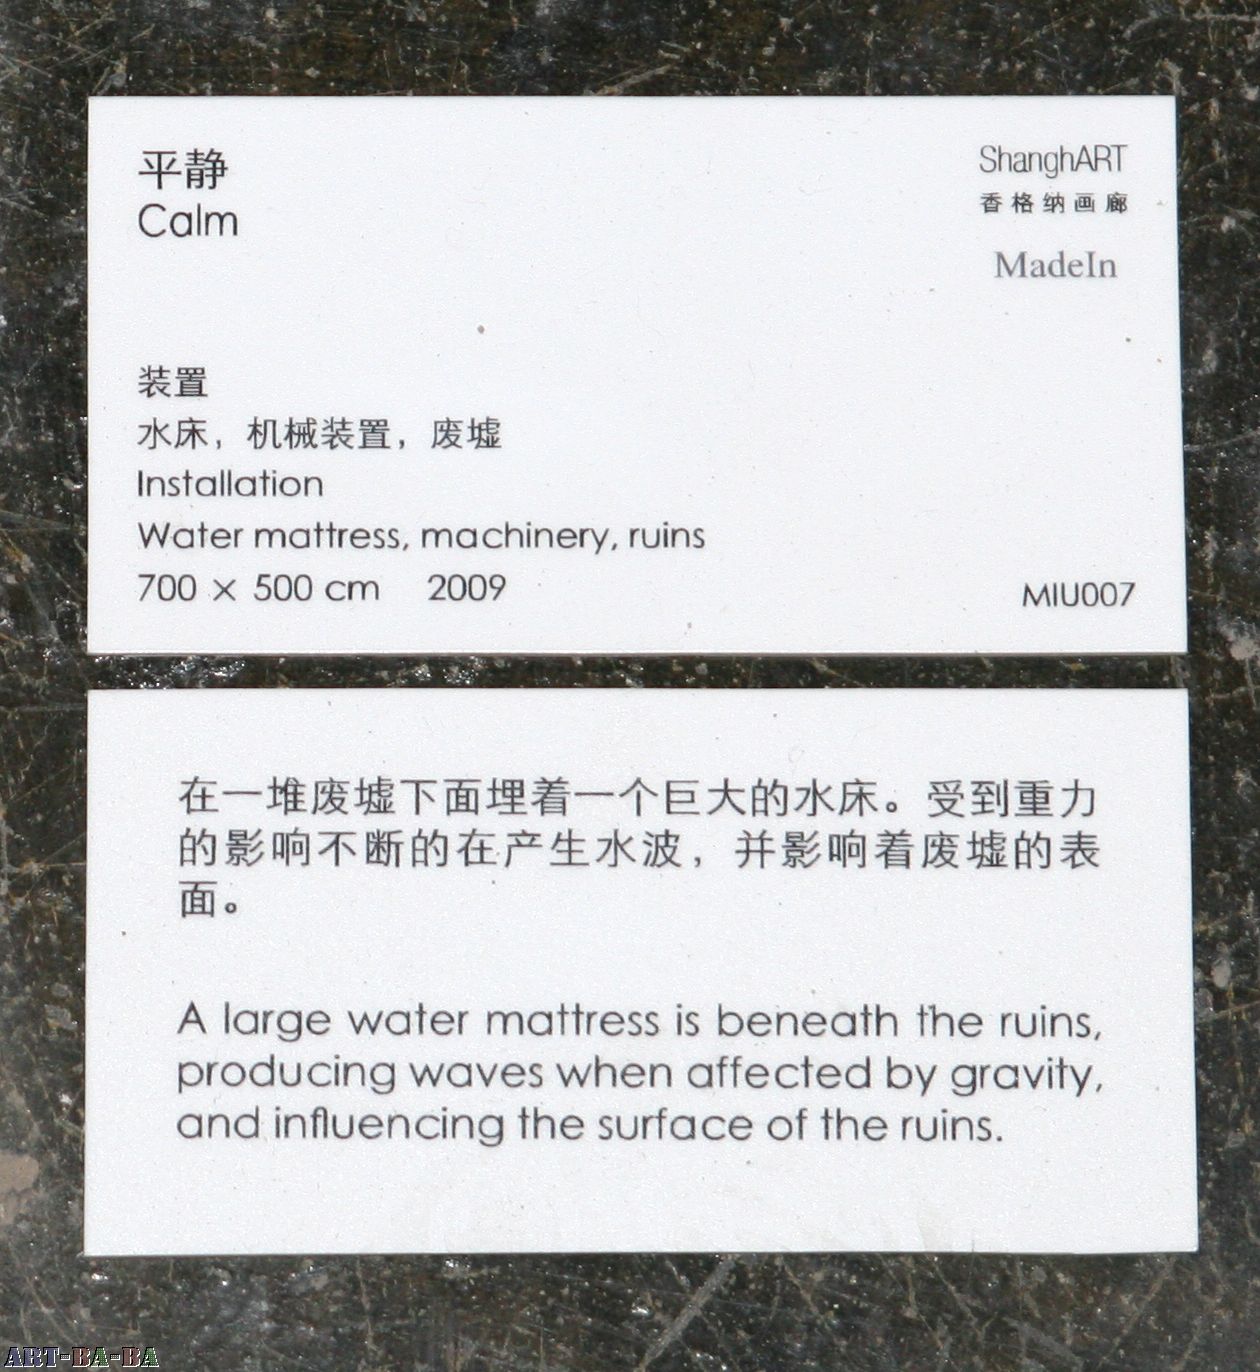 平静
Calm
ShanghART
香格纳画廊
MadeIn
装置
水床，机械装置，废墟
Installation
Water mattress, machinery, ruins
700 × 500 cm 2009
MIU007
在一堆废墟下面埋着一个巨大的水床。受到重力
的影响不断的在产生水波，并影响着废墟的表
面。
A large water mattress is beneath the ruins,
producing waves when affected by gravity,
and influencing the surface of the ruins.
ART-BA-BA